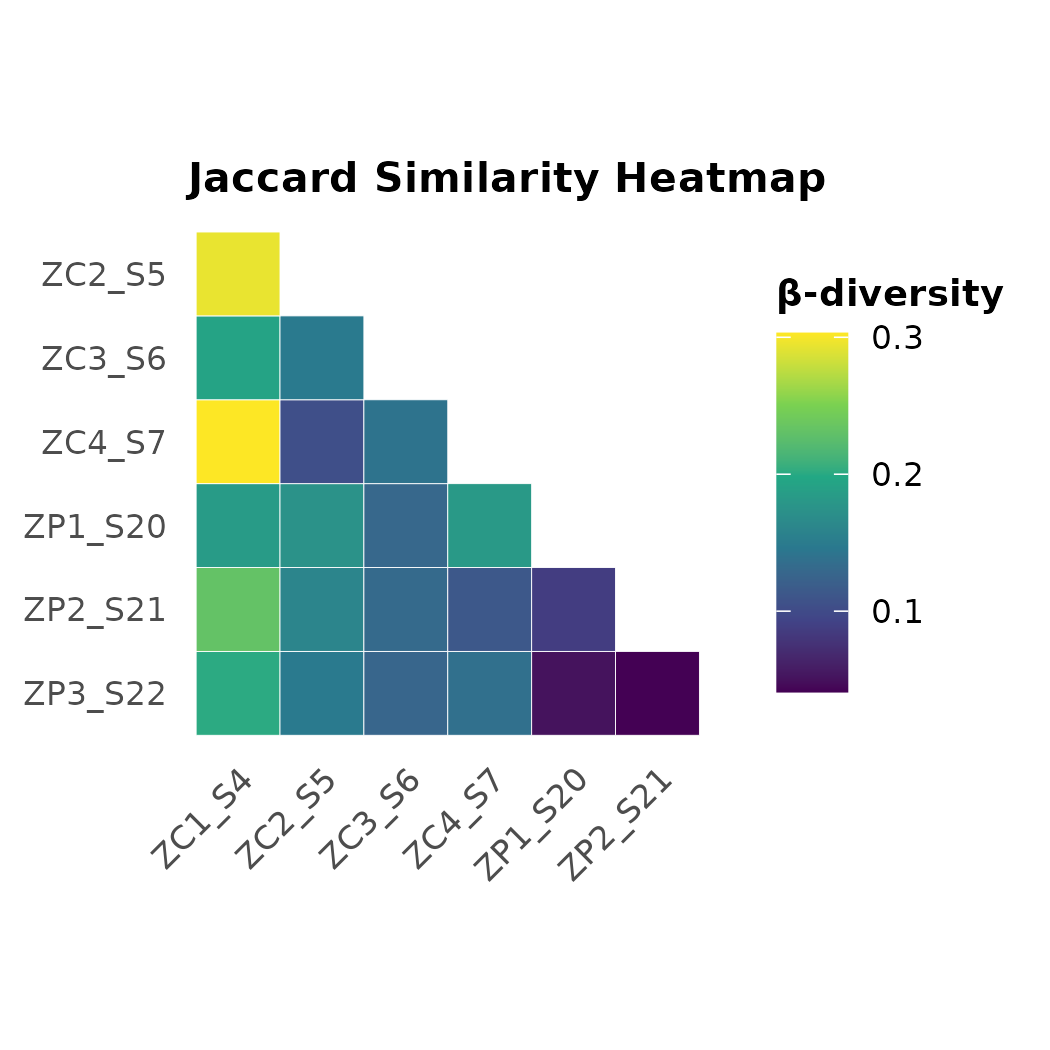 Jaccard Similarity Heatmap
ZC2_S5
ZC3_S6
ZC4_S7
ZP1_S20
ZP2_S21
ZP3_S22
ZC1_S4
ZC2_S5
ZC3_S6
ZC4_S7
ZP1_S20
ZP2_S21
β-diversity
0.3
0.2
0.1